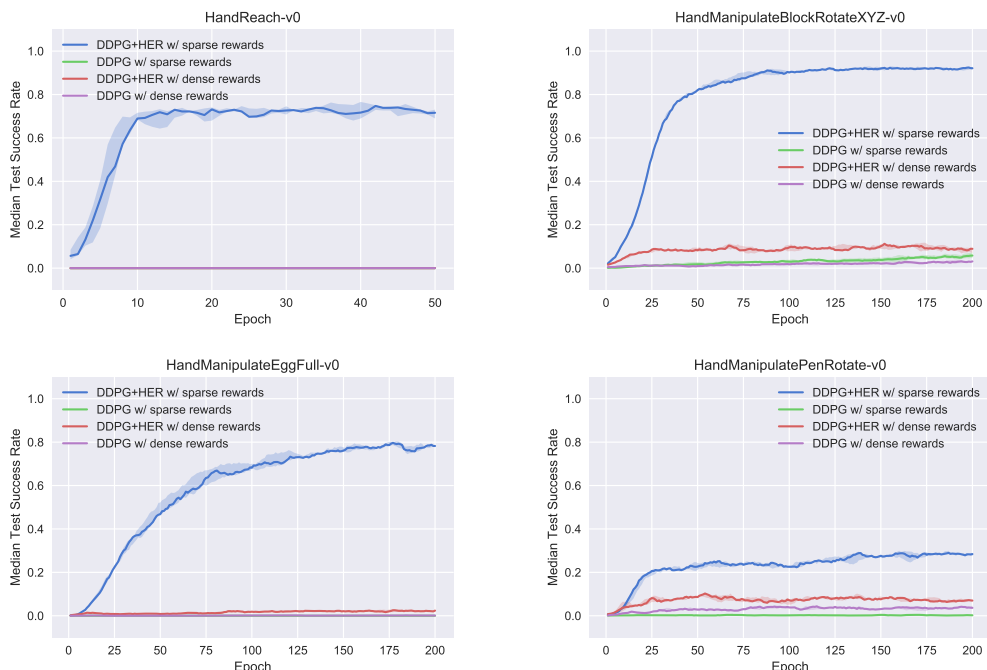 HandReach-v0
Median Test Success Rate
1.0
0.8
0.6
0.4
0.2
0.0
DDPG+HER w/ sparse rewards
DDPG w/ sparse rewards
DDPG+HER w/ dense rewards
DDPG w/ dense rewards
0 10 20 30 40 50
Epoch
HandManipulateBlockRotateXYZ-v0
Median Test Success Rate
1.0
0.8
0.6
0.4
0.2
0.0
DDPG+HER w/ sparse rewards
DDPG w/ sparse rewards
DDPG+HER w/ dense rewards
DDPG w/ dense rewards
0 25 50 75 100 125 150 175 200
Epoch
HandManipulateEggFull-v0
Median Test Success Rate
1.0
0.8
0.6
0.4
0.2
0.0
DDPG+HER w/ sparse rewards
DDPG w/ sparse rewards
DDPG+HER w/ dense rewards
DDPG w/ dense rewards
0 25 50 75 100 125 150 175 200
Epoch
HandManipulatePenRotate-v0
Median Test Success Rate
1.0
0.8
0.6
0.4
0.2
0.0
DDPG+HER w/ sparse rewards
DDPG w/ sparse rewards
DDPG+HER w/ dense rewards
DDPG w/ dense rewards
0 25 50 75 100 125 150 175 200
Epoch